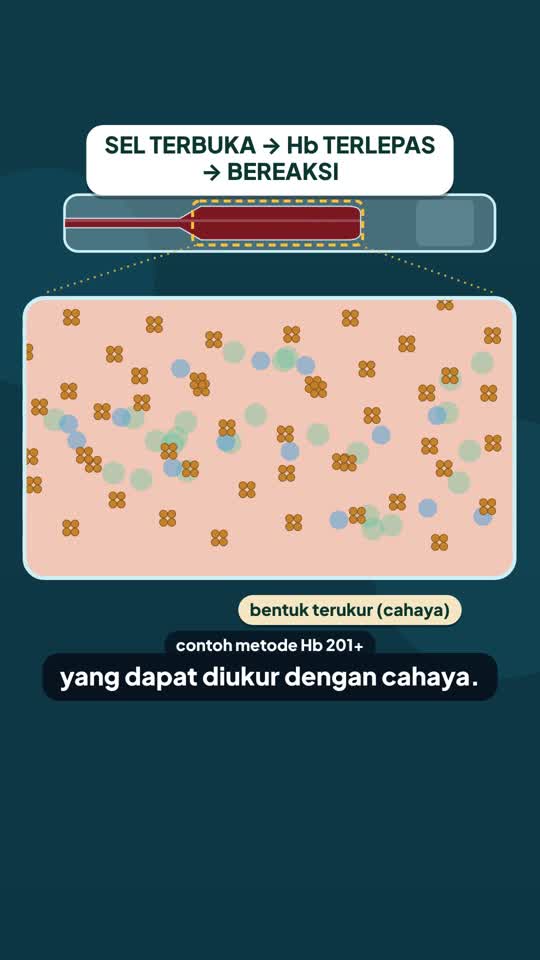 SEL TERBUKA → Hb TERLEPAS
→ BEREAKSI
bentuk terukur (cahaya)
contoh metode Hb 201+
yang dapat diukur dengan cahaya.